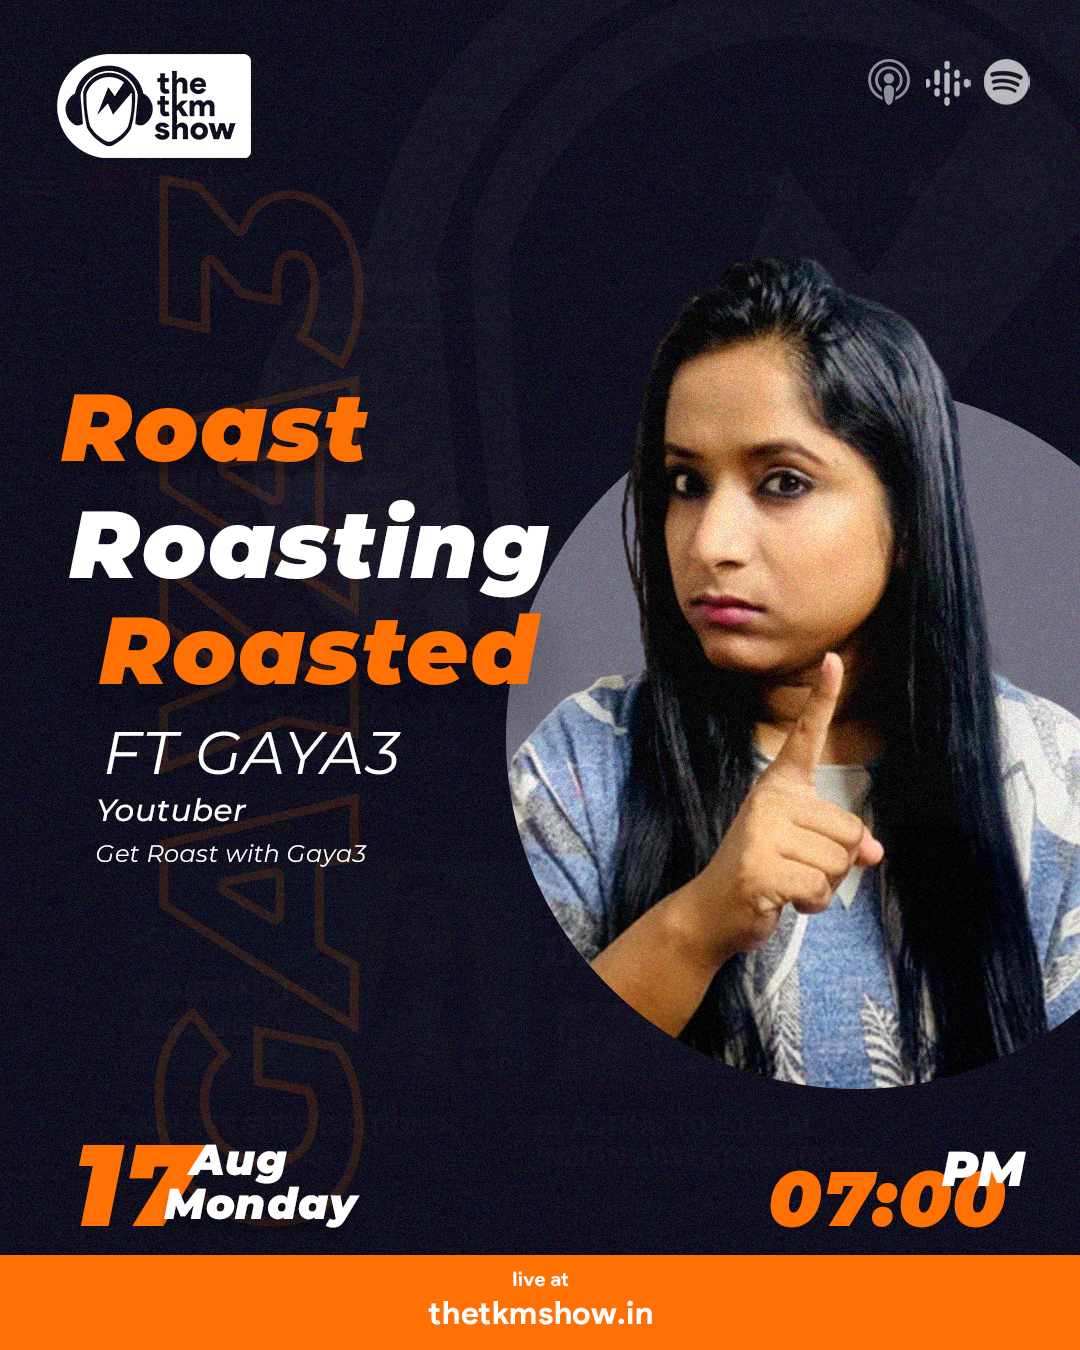 the
tkm
show
GAYA3
Roast
Roasting
Roasted
FT GAYA3
Youtuber
Get Roast with Gaya3
17 Aug
Monday
07:00 PM
live at
thetkmshow.in